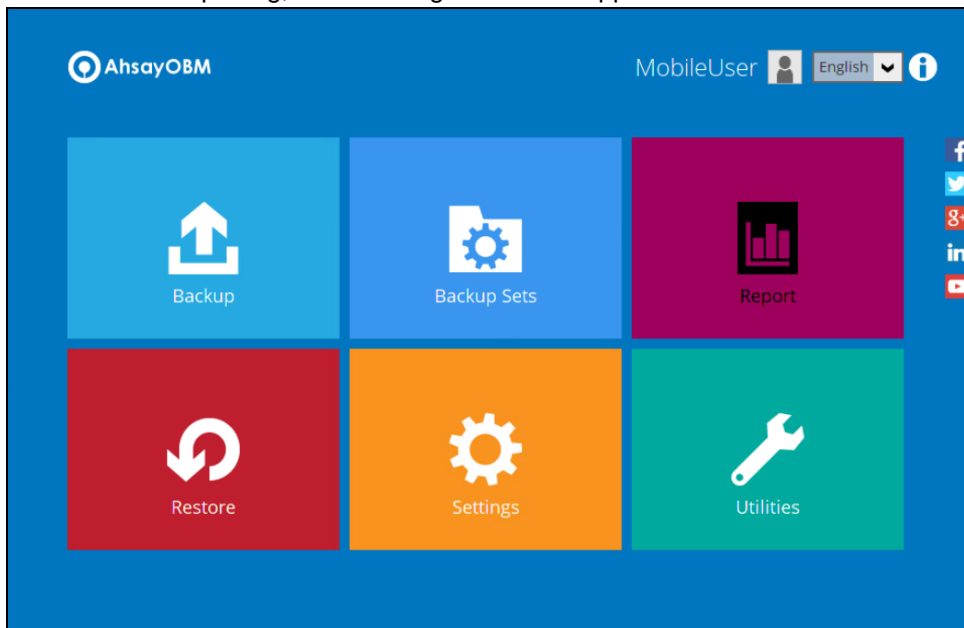 AhsayOBM
MobileUser English
Backup Backup Sets Report
Restore Settings Utilities